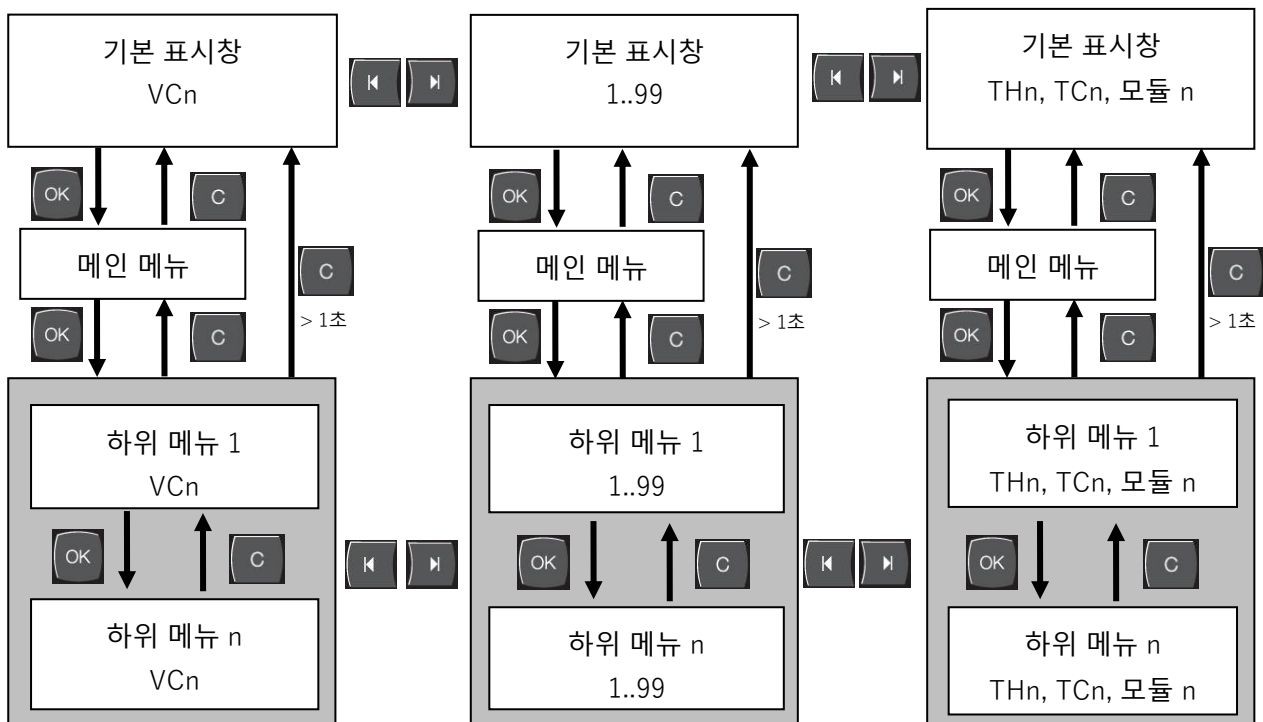 기본 표시창
VCn
기본 표시창
1..99
기본 표시창
THn, TCn, 모듈 n
OK
C
OK
C
OK
C
메인 메뉴
C
메인 메뉴
C
메인 메뉴
C
OK
C
> 1초
OK
C
> 1초
OK
C
> 1초
하위 메뉴 1
VCn
하위 메뉴 1
1..99
하위 메뉴 1
THn, TCn, 모듈 n
OK
C
OK
C
OK
C
하위 메뉴 n
VCn
하위 메뉴 n
1..99
하위 메뉴 n
THn, TCn, 모듈 n